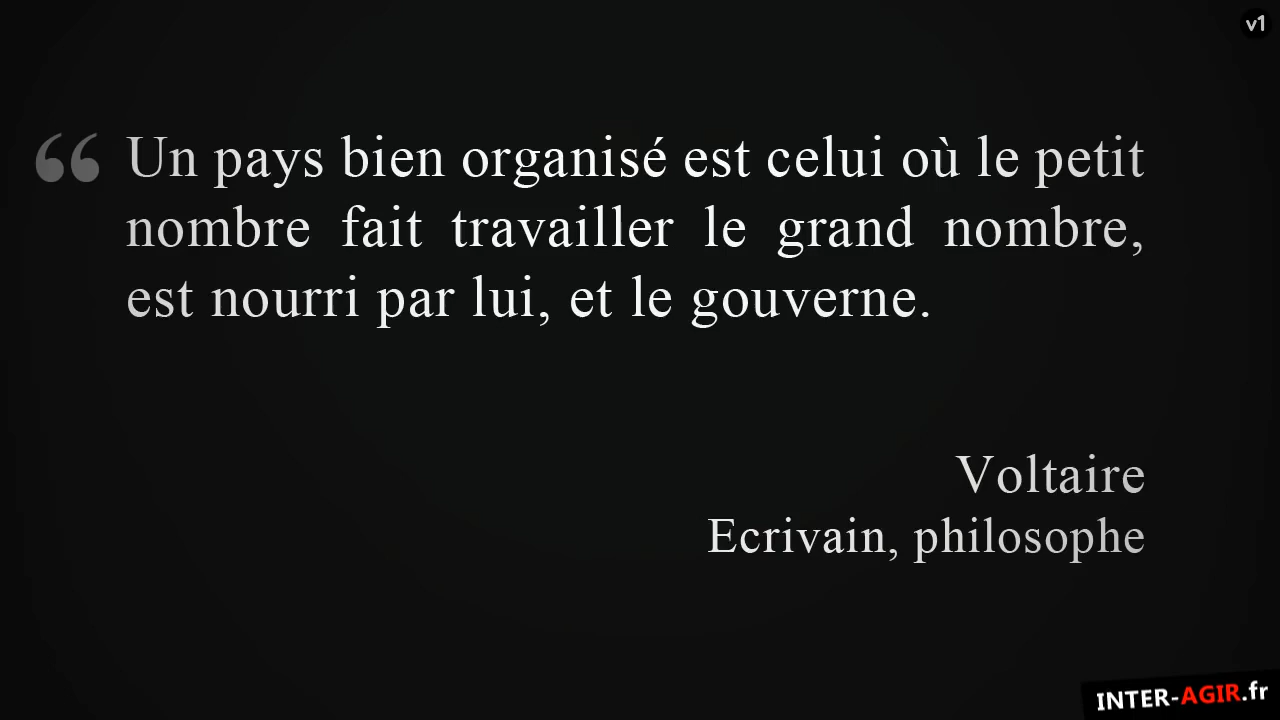 v1
“ Un pays bien organisé est celui où le petit
nombre fait travailler le grand nombre,
est nourri par lui, et le gouverne.
Voltaire
Ecrivain, philosophe
INTER-AGIR.fr